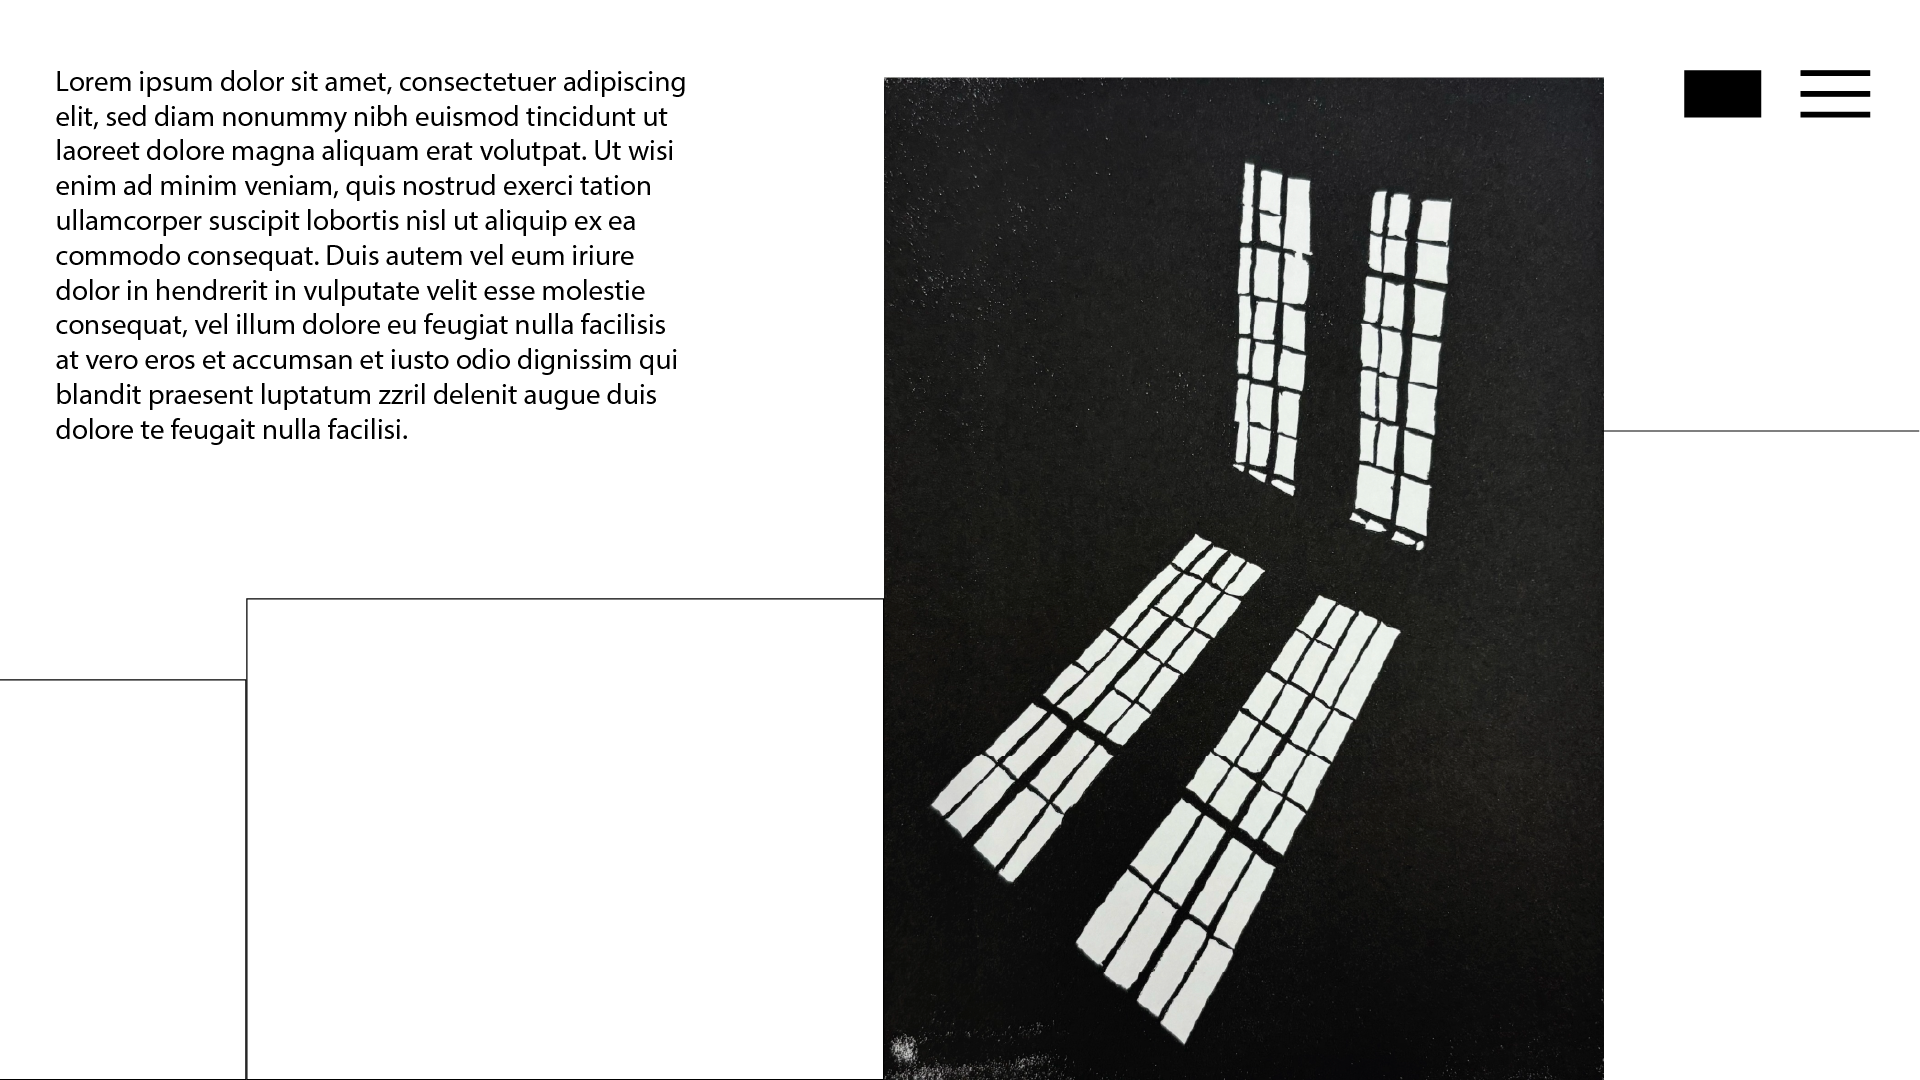 Lorem ipsum dolor sit amet, consectetuer adipiscing
elit, sed diam nonummy nibh euismod tincidunt ut
laoreet dolore magna aliquam erat volutpat. Ut wisi
enim ad minim veniam, quis nostrud exerci tation
ullamcorper suscipit lobortis nisl ut aliquip ex ea
commodo consequat. Duis autem vel eum iriure
dolor in hendrerit in vulputate velit esse molestie
consequat, vel illum dolore eu feugiat nulla facilisis
at vero eros et accumsan et iusto odio dignissim qui
blandit praesent luptatum zzril delenit augue duis
dolore te feugait nulla facilisi.